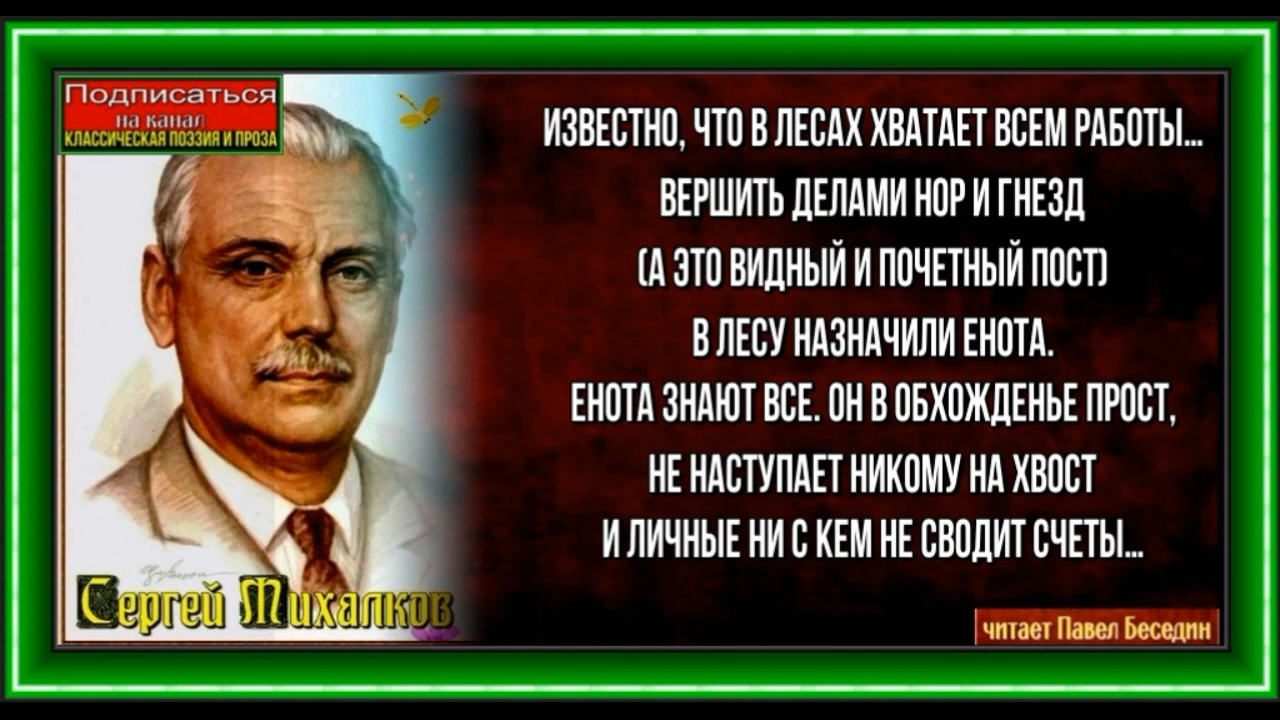 Подписаться
на канал
КЛАССИЧЕСКАЯ ПОЭЗИЯ И ПРОЗА
ИЗВЕСТНО, ЧТО В ЛЕСАХ ХВАТАЕТ ВСЕМ РАБОТЫ...
ВЕРШИТЬ ДЕЛАМИ НОР И ГНЕЗД
(А ЭТО ВИДНЫЙ И ПОЧЕТНЫЙ ПОСТ)
В ЛЕСУ НАЗНАЧИЛИ ЕНОТА.
ЕНОТА ЗНАЮТ ВСЕ. ОН В ОБХОЖДЕНЬЕ ПРОСТ,
НЕ НАСТУПАЕТ НИКОМУ НА ХВОСТ
И ЛИЧНЫЕ НИ С КЕМ НЕ СВОДИТ СЧЕТЫ...
Сергей Михалков
читает Павел Беседин